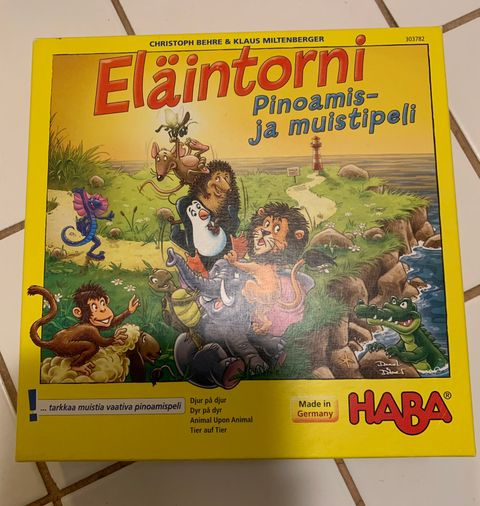 CHRISTOPH BEHRE & KLAUS MILTENBERGER
303782
Eläintorni
Pinoamis-
ja muistipeli
! ... tarkkaa muistia vaativa pinoamispeli
Djur på djur
Dyr på dyr
Animal Upon Animal
Tier auf Tier
Made in
Germany
HABA®